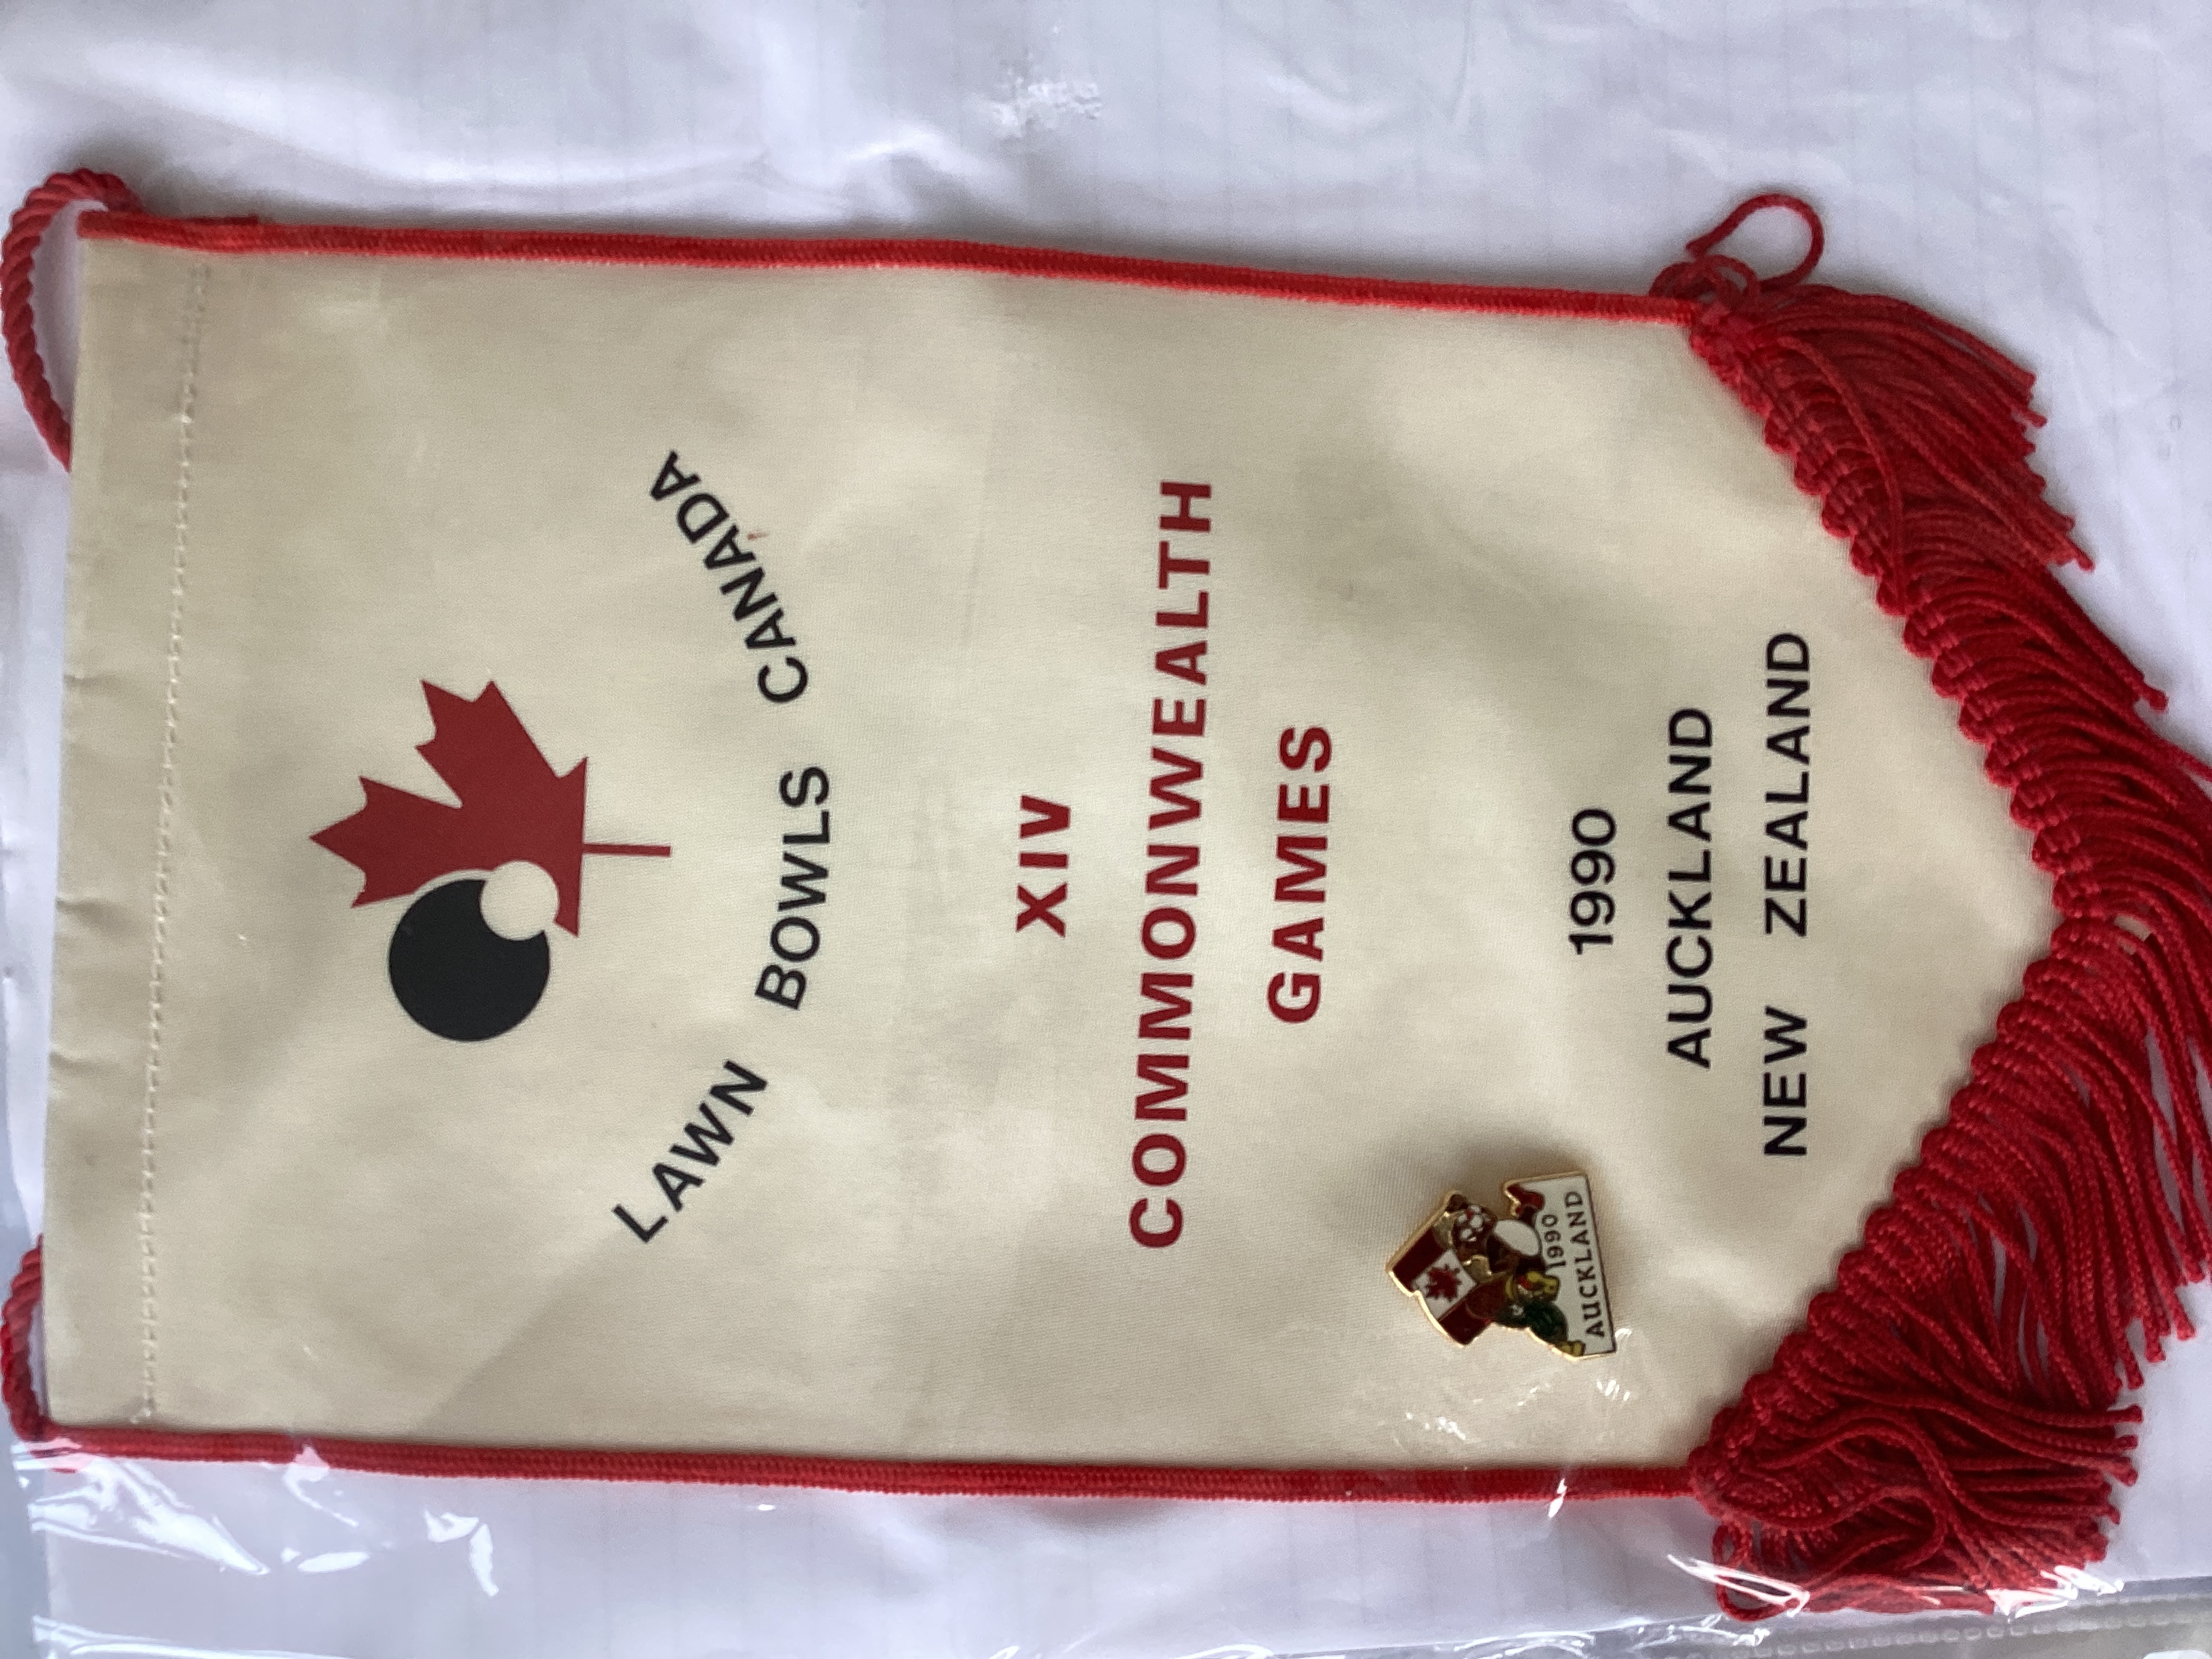 LAWN BOWLS CANADA
XIV
COMMONWEALTH
GAMES
1990
AUCKLAND
NEW ZEALAND
1990
AUCKLAND